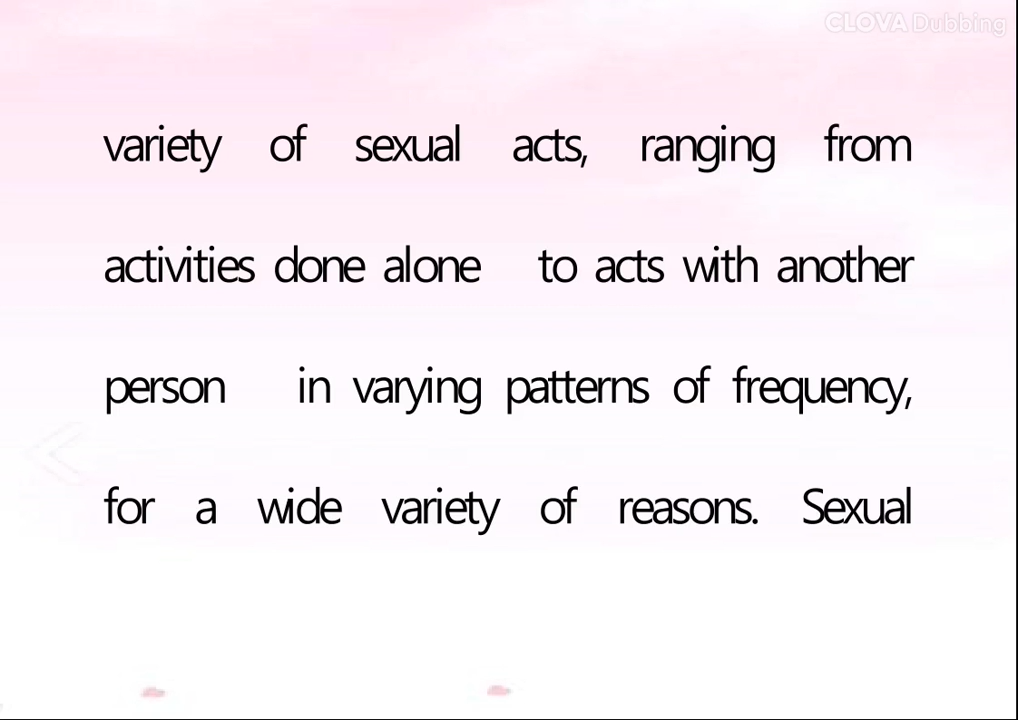 CLOVA Dubbing
variety of sexual acts, ranging from
activities done alone to acts with another
person in varying patterns of frequency,
for a wide variety of reasons. Sexual